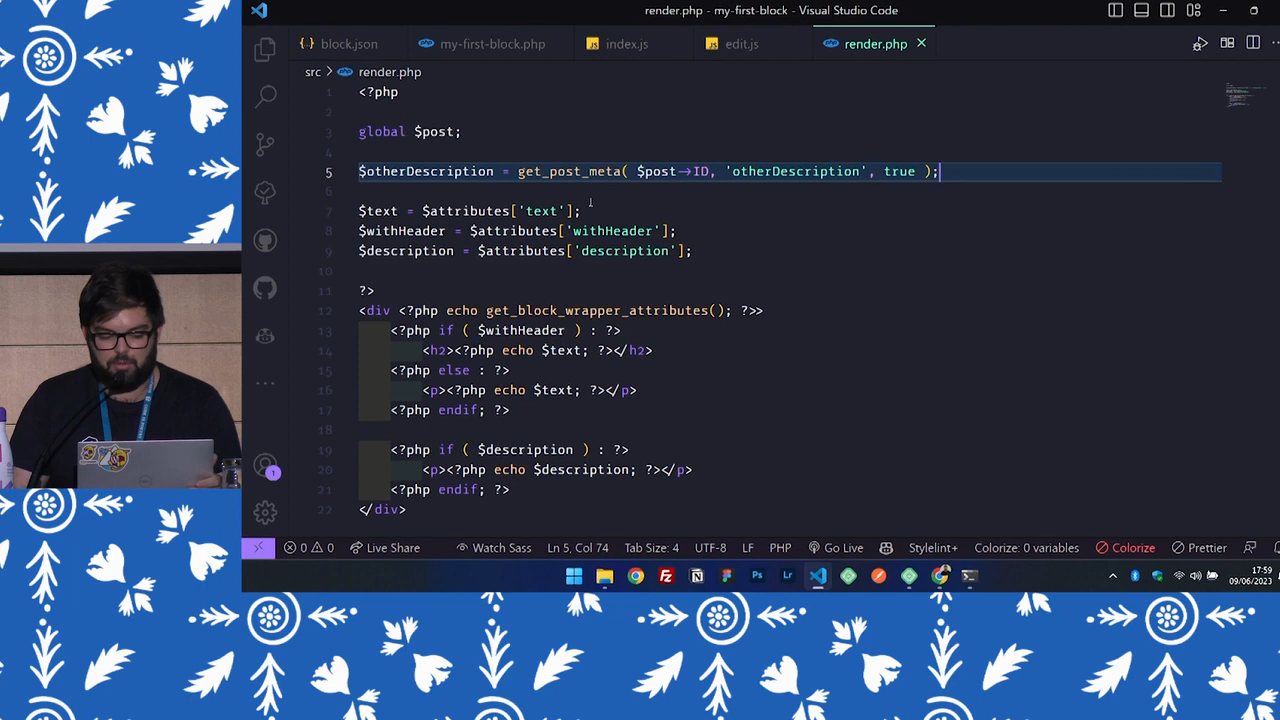 render.php - my-first-block - Visual Studio Code
block.json my-first-block.php index.js edit.js render.php
src > render.php
1 <?php
2
3 global $post;
4
5 $otherDescription = get_post_meta( $post->ID, 'otherDescription', true );
6
7 $text = $attributes['text'];
8 $withHeader = $attributes['withHeader'];
9 $description = $attributes['description'];
10
11 ?>
12 <div <?php echo get_block_wrapper_attributes(); ?>>
13 <?php if ( $withHeader ) : ?>
14 <h2><?php echo $text; ?></h2>
15 <?php else : ?>
16 <p><?php echo $text; ?></p>
17 <?php endif; ?>
18
19 <?php if ( $description ) : ?>
20 <p><?php echo $description; ?></p>
21 <?php endif; ?>
22 </div>
1
0 0 Live Share Watch Sass Ln 5, Col 74 Tab Size: 4 UTF-8 LF PHP Go Live Stylelint+ Colorize: 0 variables Colorize Prettier
Fz N Ps Lr
17:59
09/06/2023